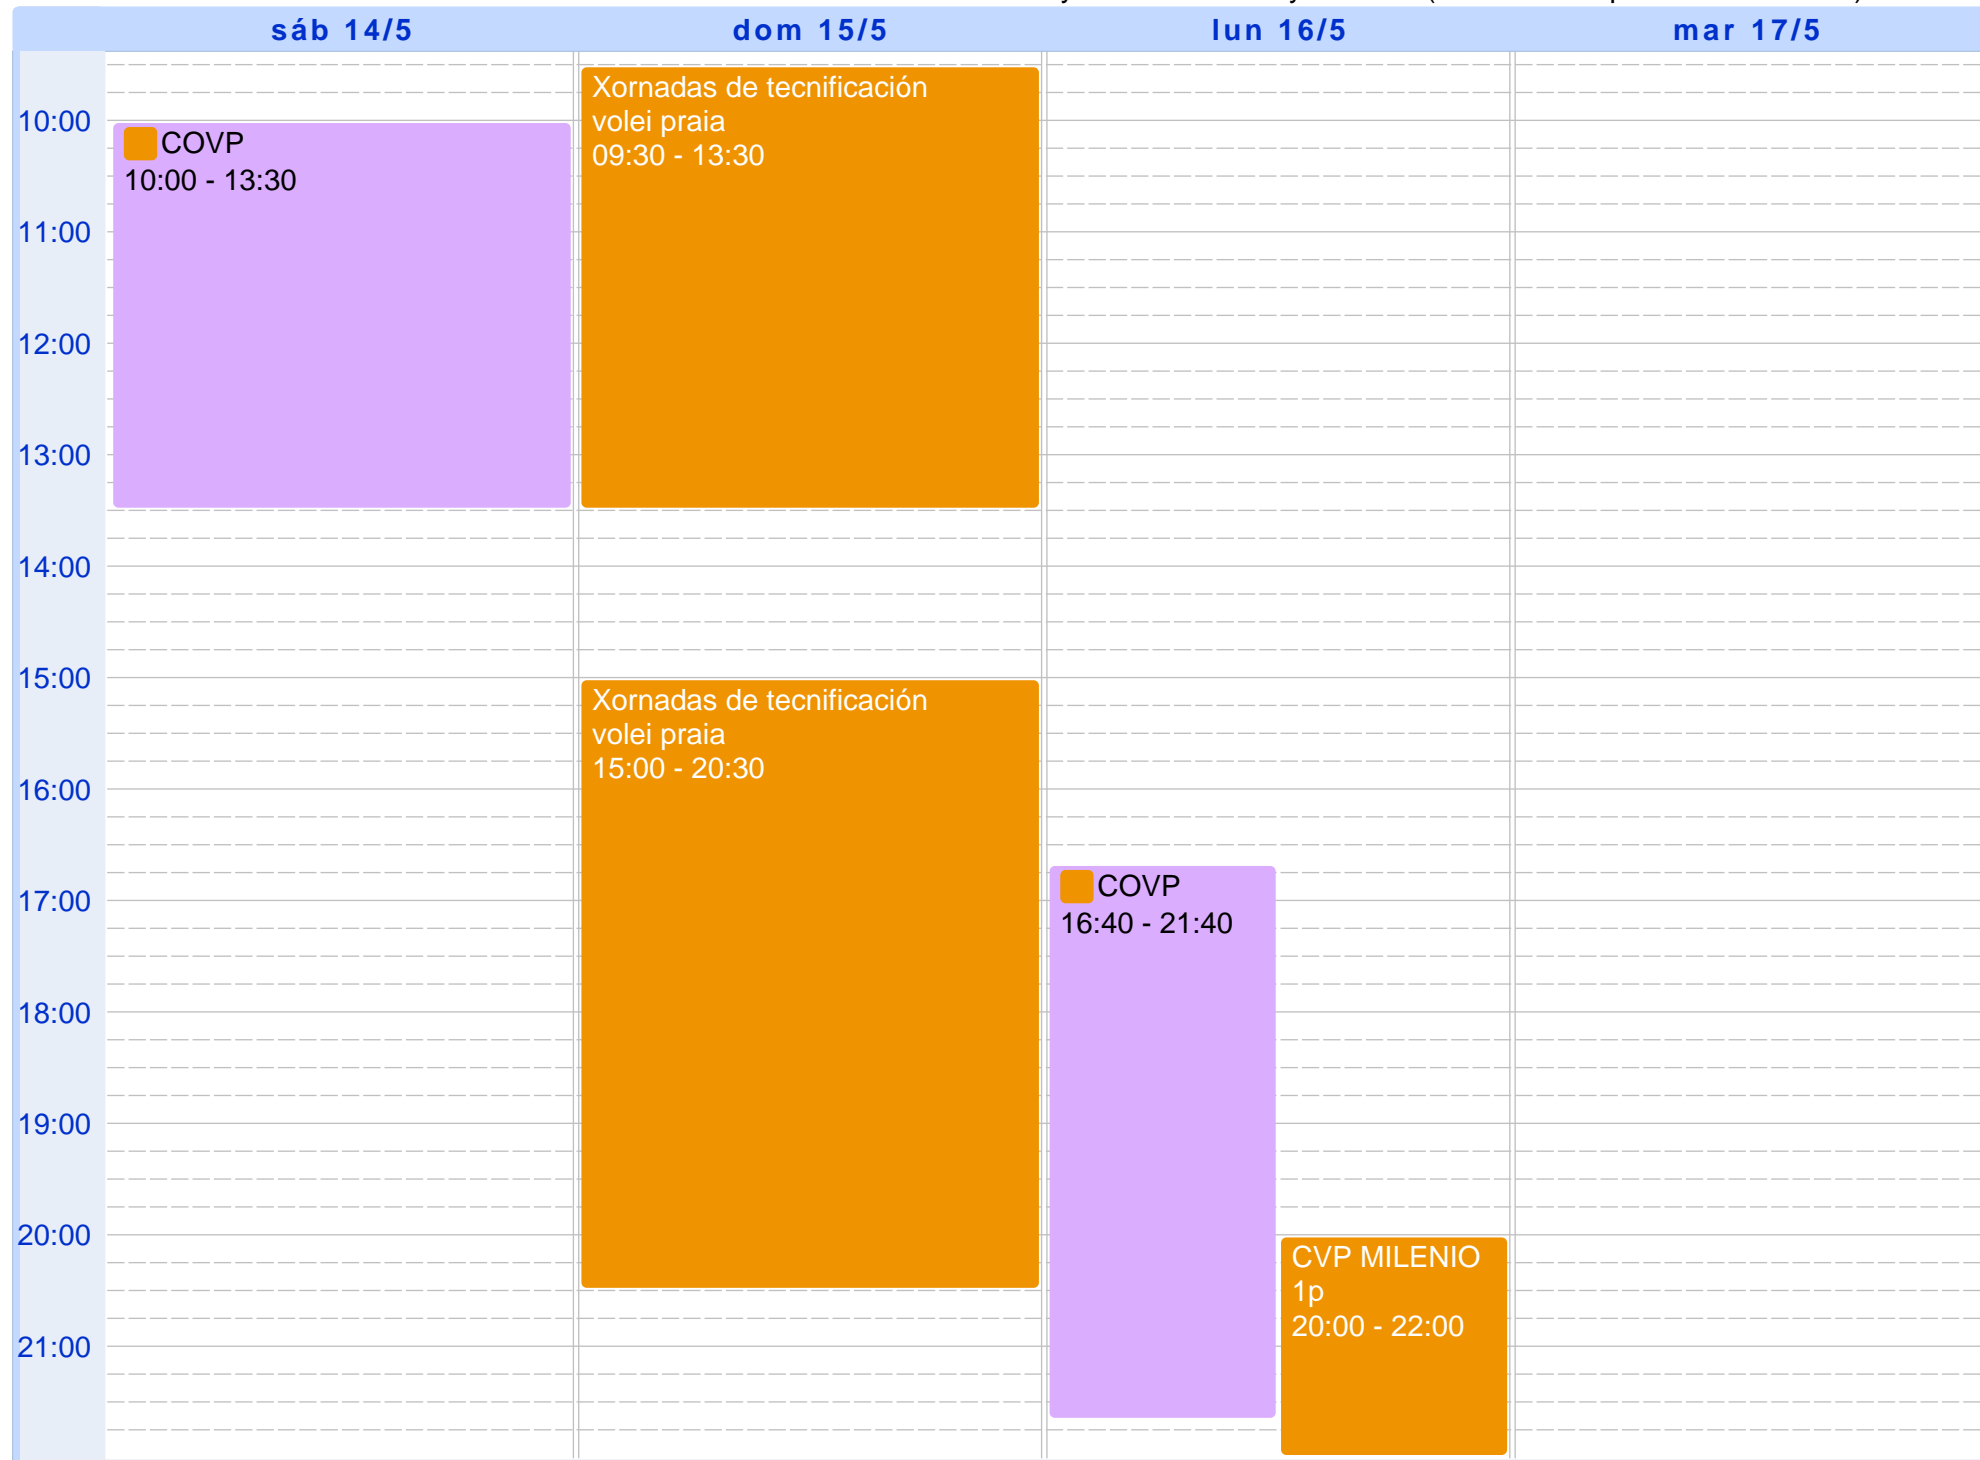 sáb 14/5
dom 15/5
lun 16/5
mar 17/5
10:00
11:00
12:00
13:00
14:00
15:00
16:00
17:00
18:00
19:00
20:00
21:00
COVP
10:00 - 13:30
Xornadas de tecnificación
volei praia
09:30 - 13:30
Xornadas de tecnificación
volei praia
15:00 - 20:30
COVP
16:40 - 21:40
CVP MILENIO
1p
20:00 - 22:00